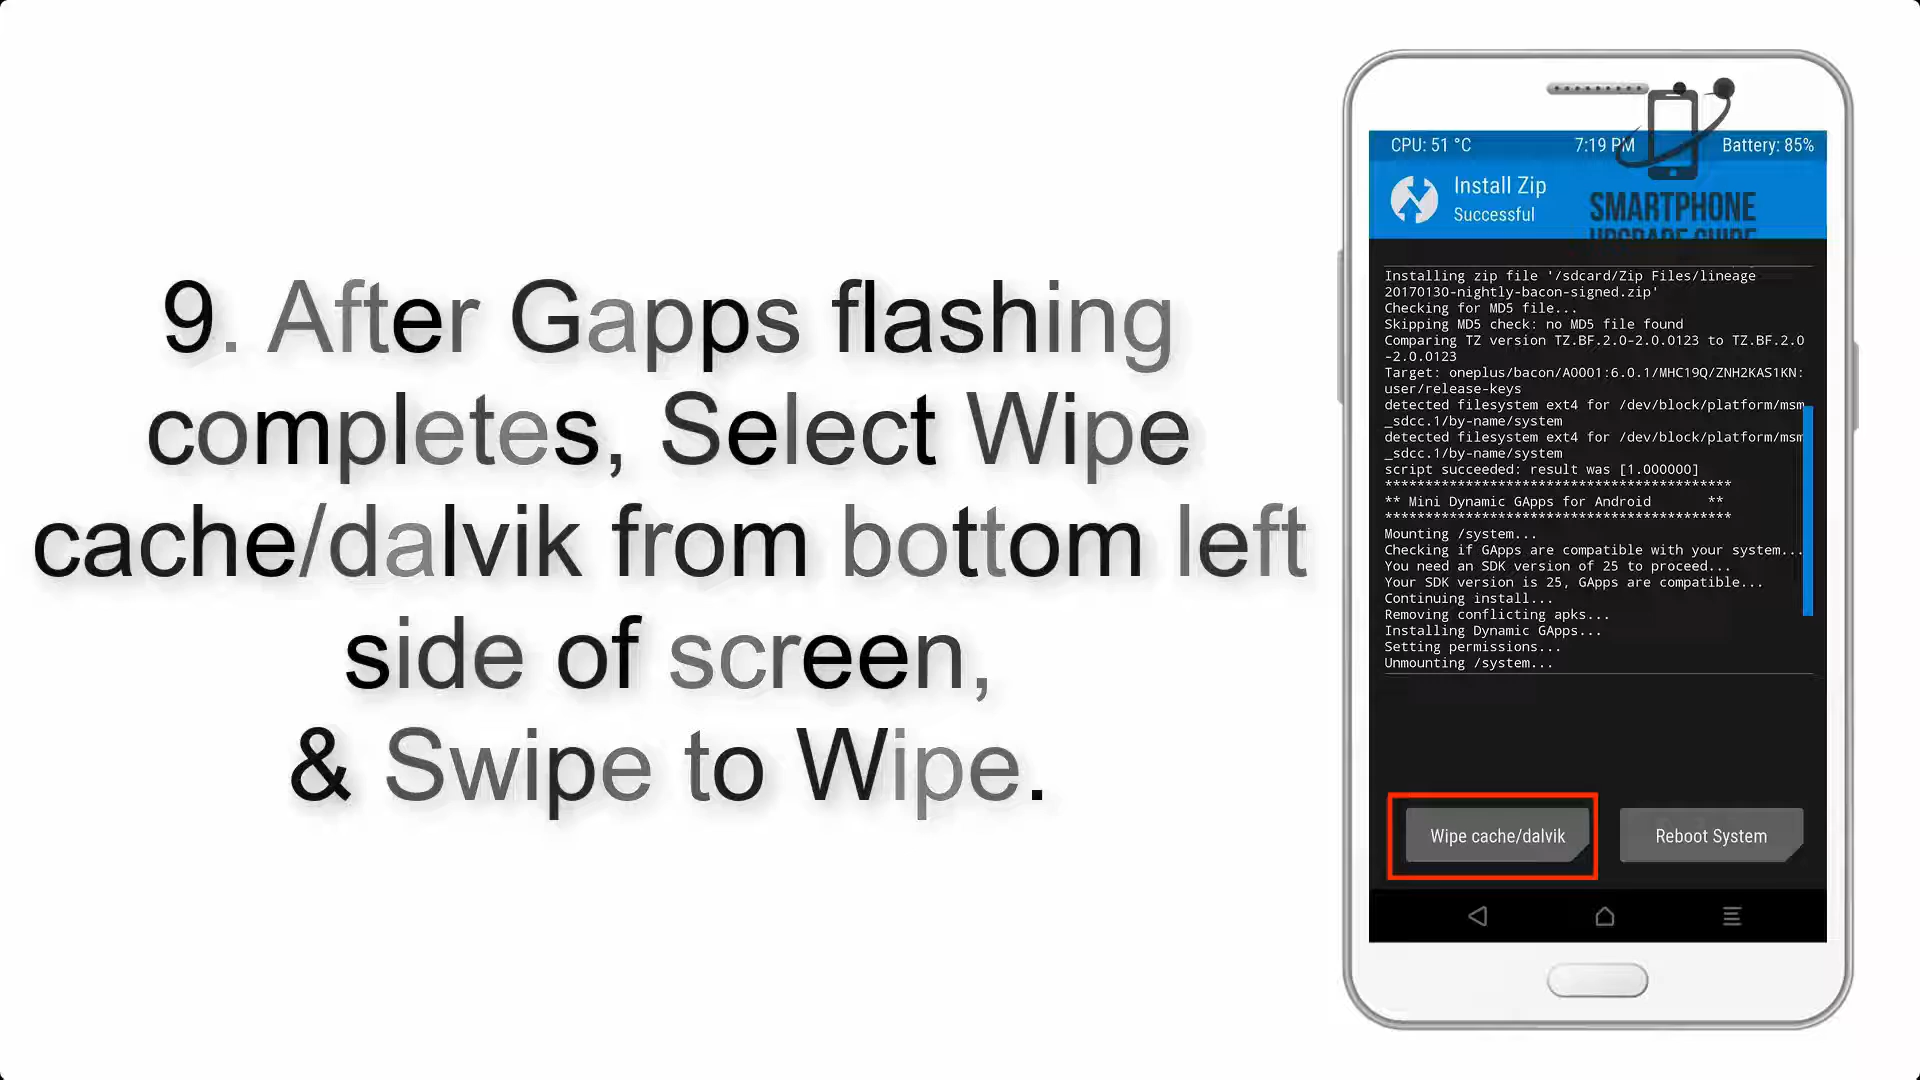 9. After Gapps flashing
completes, Select Wipe
cache/dalvik from bottom left
side of screen,
& Swipe to Wipe.
CPU: 51 °C 7:19 PM Battery: 85%
Install Zip
Successful
SMARTPHONE
UPGRADE GUIDE
Installing zip file '/sdcard/Zip Files/lineage
20170130-nightly-bacon-signed.zip'
Checking for MD5 file...
Skipping MD5 check: no MD5 file found
Comparing TZ version TZ.BF.2.0-2.0.0123 to TZ.BF.2.0
-2.0.0123
Target: oneplus/bacon/A0001:6.0.1/MHC19Q/ZNH2KAS1KN:
user/release-keys
detected filesystem ext4 for /dev/block/platform/msm
_sdcc.1/by-name/system
detected filesystem ext4 for /dev/block/platform/msm
_sdcc.1/by-name/system
script succeeded: result was [1.000000]
*******************************************
** Mini Dynamic GApps for Android **
*******************************************
Mounting /system...
Checking if GApps are compatible with your system...
You need an SDK version of 25 to proceed...
Your SDK version is 25, GApps are compatible...
Continuing install...
Removing conflicting apks...
Installing Dynamic GApps...
Setting permissions...
Unmounting /system...
Wipe cache/dalvik Reboot System